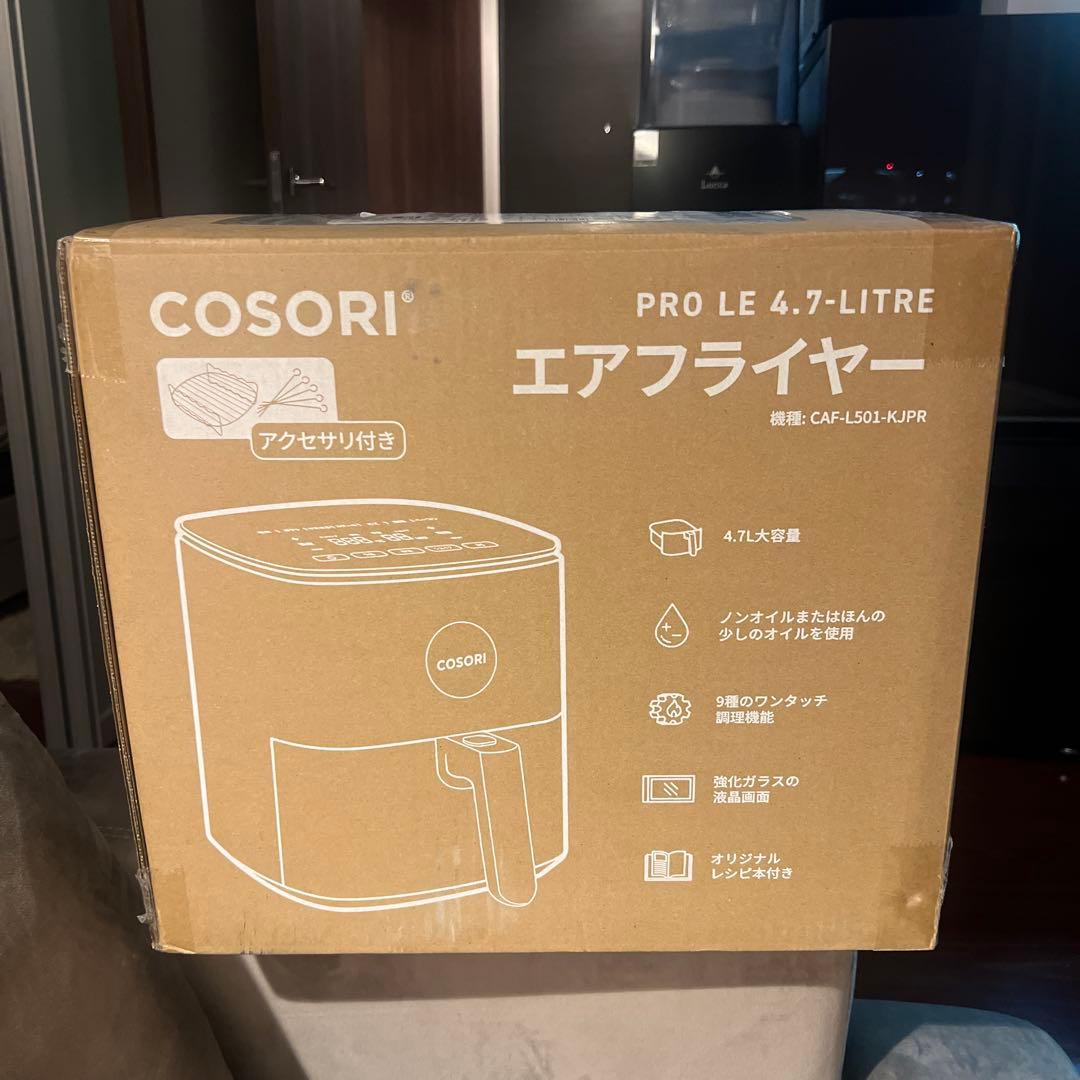 COSORI®
PRO LE 4.7-LITRE
エアフライヤー
機種: CAF-L501-KJPR
アクセサリ付き
COSORI
4.7L大容量
ノンオイルまたはほんの
少しのオイルを使用
9種のワンタッチ
調理機能
強化ガラスの
液晶画面
オリジナル
レシピ本付き